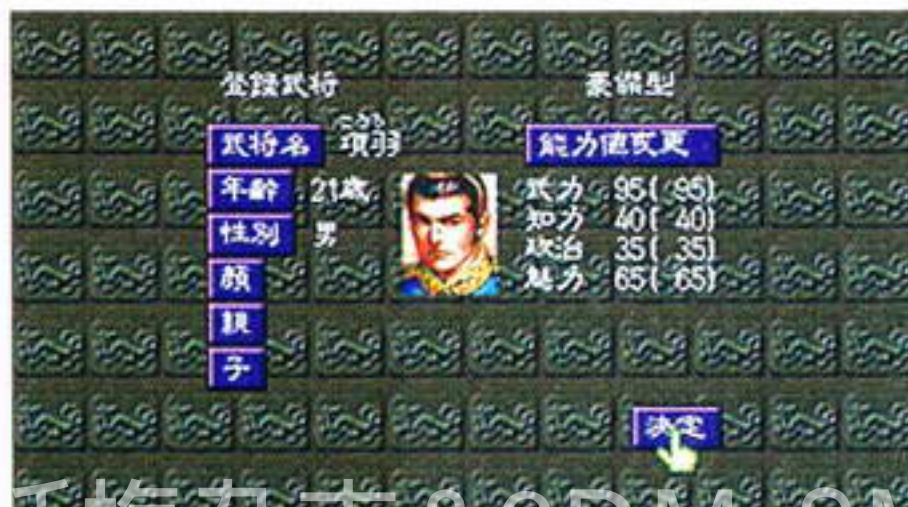 登録武将 豪傑型
こうう
武将名 項羽 能力値変更
年齢 21歳 武力 95( 95)
性別 男 知力 40( 40)
政治 35( 35)
顔 魅力 65( 65)
親
子
決定